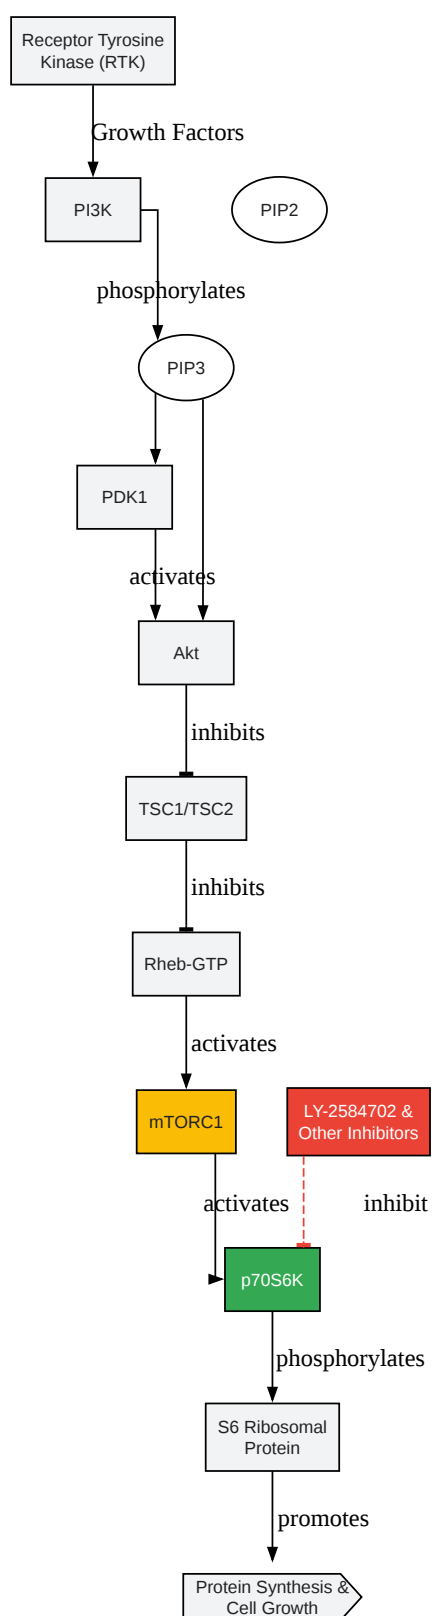 Receptor Tyrosine
Kinase (RTK)
Growth Factors
PI3K
PIP2
phosphorylates
PIP3
PDK1
activates
Akt
inhibits
TSC1/TSC2
inhibits
Rheb-GTP
activates
mTORC1
LY-2584702 &
Other Inhibitors
activates
inhibit
p70S6K
phosphorylates
S6 Ribosomal
Protein
promotes
Protein Synthesis &
Cell Growth